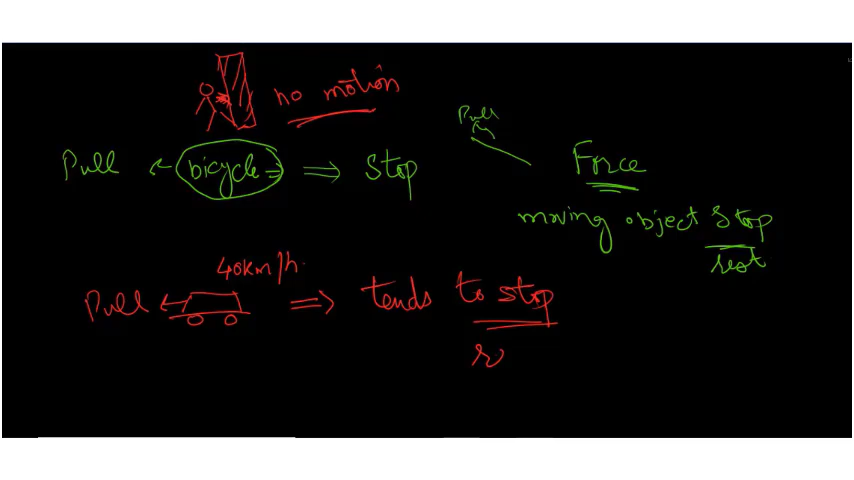 no motion
Pull
Pull bicycle ⇒ Stop
Force
moving object stop
rest
40km/h
Pull ⇒ tends to stop
r